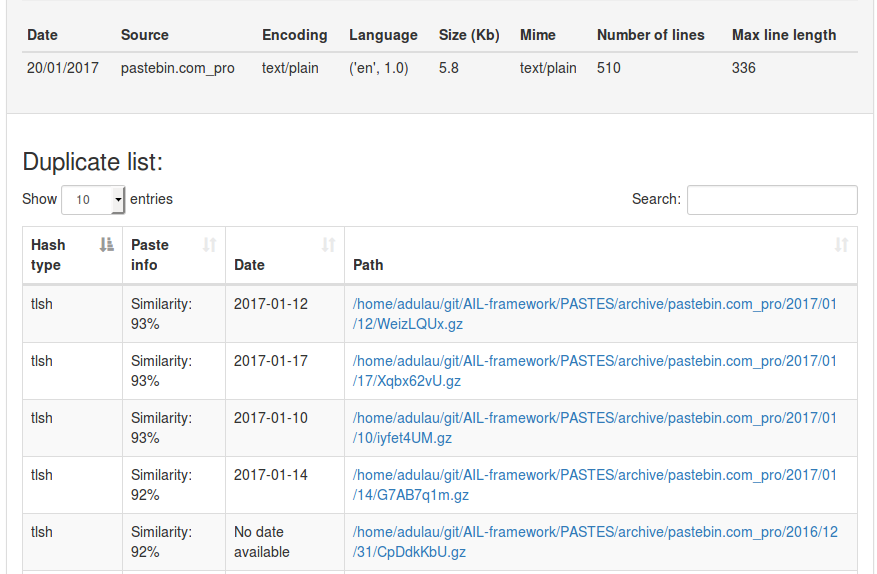 Date Source Encoding Language Size (Kb) Mime Number of lines Max line length
20/01/2017 pastebin.com_pro text/plain ('en', 1.0) 5.8 text/plain 510 336
Duplicate list:
Show 10 entries Search:
Hash type Paste info Date Path
tlsh Similarity: 93% 2017-01-12 /home/adulau/git/AIL-framework/PASTES/archive/pastebin.com_pro/2017/01
/12/WeizLQUx.gz
tlsh Similarity: 93% 2017-01-17 /home/adulau/git/AIL-framework/PASTES/archive/pastebin.com_pro/2017/01
/17/Xqbx62vU.gz
tlsh Similarity: 93% 2017-01-10 /home/adulau/git/AIL-framework/PASTES/archive/pastebin.com_pro/2017/01
/10/iyfet4UM.gz
tlsh Similarity: 92% 2017-01-14 /home/adulau/git/AIL-framework/PASTES/archive/pastebin.com_pro/2017/01
/14/G7AB7q1m.gz
tlsh Similarity: 92% No date available /home/adulau/git/AIL-framework/PASTES/archive/pastebin.com_pro/2016/12
/31/CpDdkKbU.gz